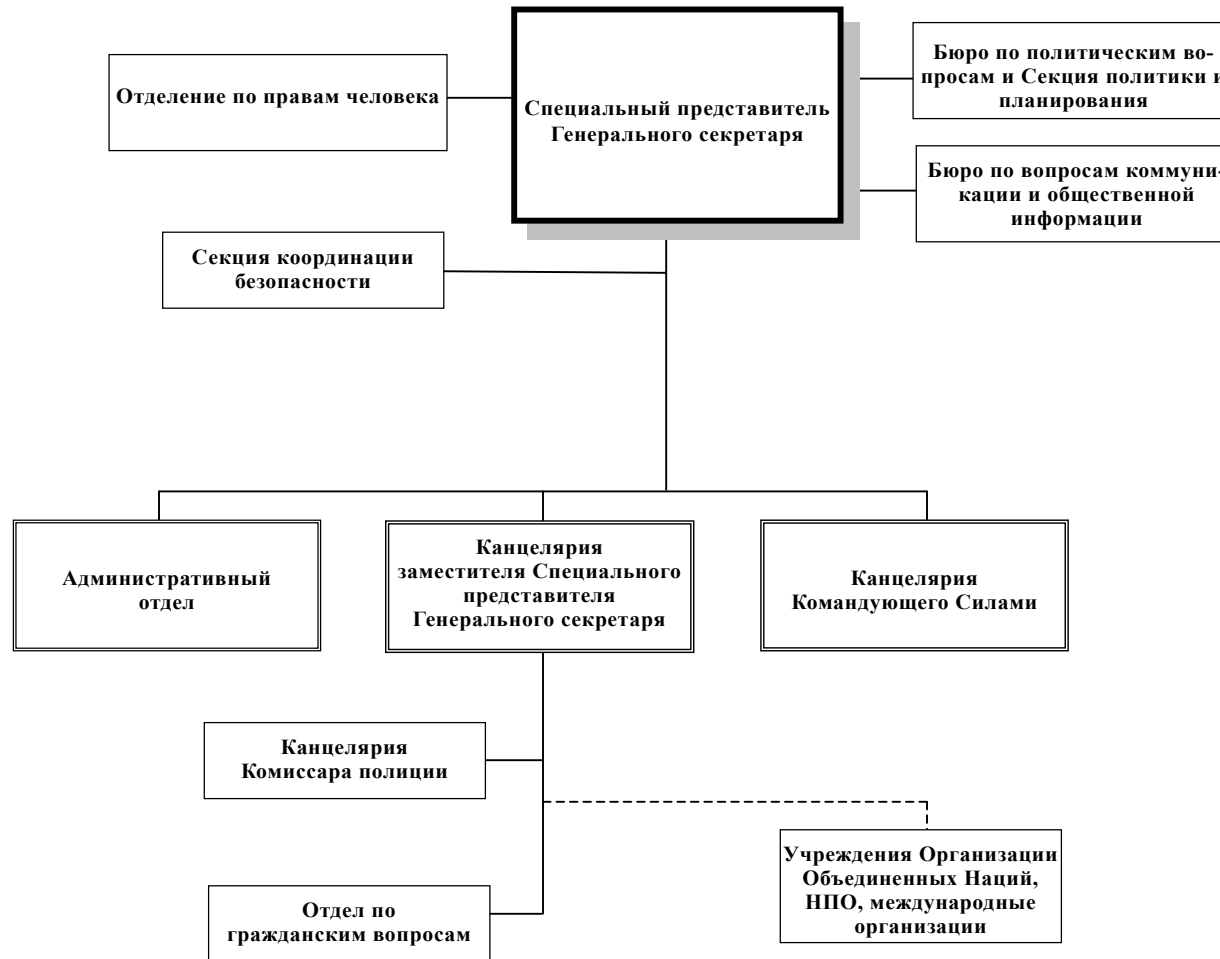 Отделение по правам человека
Специальный представитель
Генерального секретаря
Бюро по политическим во-
просам и Секция политики и
планирования
Бюро по вопросам коммуни-
кации и общественной
информации
Секция координации
безопасности
Административный
отдел
Канцелярия
заместителя Специального
представителя
Генерального секретаря
Канцелярия
Командующего Силами
Канцелярия
Комиссара полиции
Учреждения Организации
Объединенных Наций,
НПО, международные
организации
Отдел по
гражданским вопросам